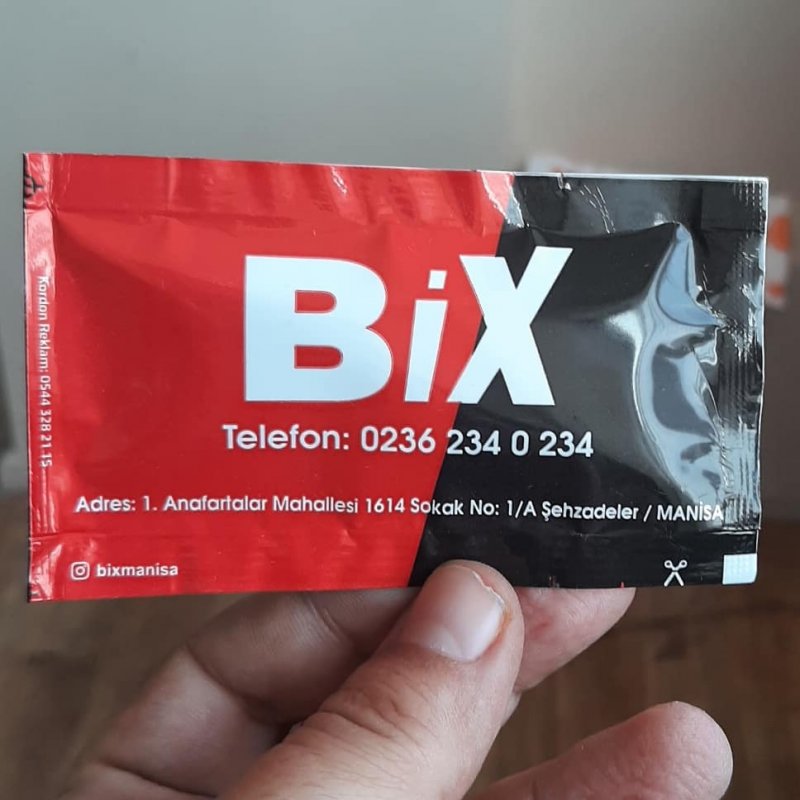 BiX
Telefon: 0236 234 0 234
Adres: 1. Anafartalar Mahallesi 1614 Sokak No: 1/A Şehzadeler / MANİSA
bixmanisa
Kordon Reklam: 0544 328 21 15